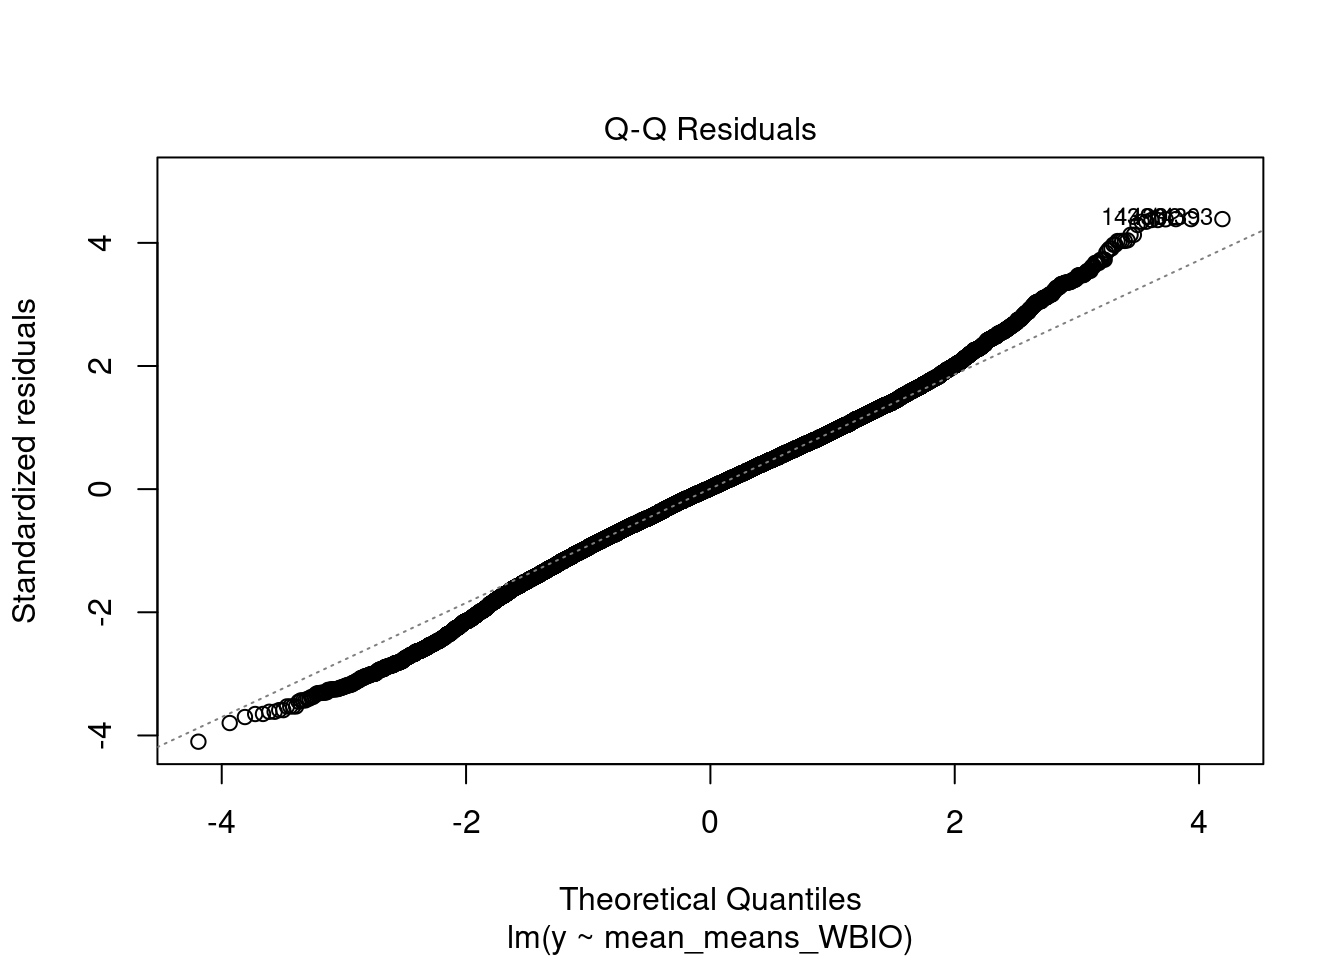 Q-Q Residuals
4
2
0
-2
-4
Standardized residuals
-4
-2
0
2
4
Theoretical Quantiles
lm(y ~ mean_means_WBIO)